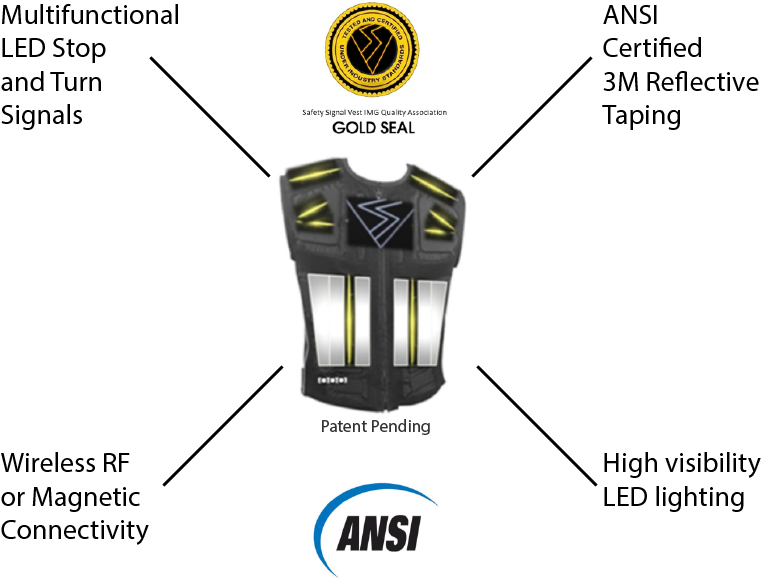 Multifunctional
LED Stop
and Turn
Signals
TESTED AND CERTIFIED
UNDER INDUSTRY STANDARDS
Safety Signal Vest IMG Quality Association
GOLD SEAL
ANSI
Certified
3M Reflective
Taping
Patent Pending
Wireless RF
or Magnetic
Connectivity
High visibility
LED lighting
ANSI